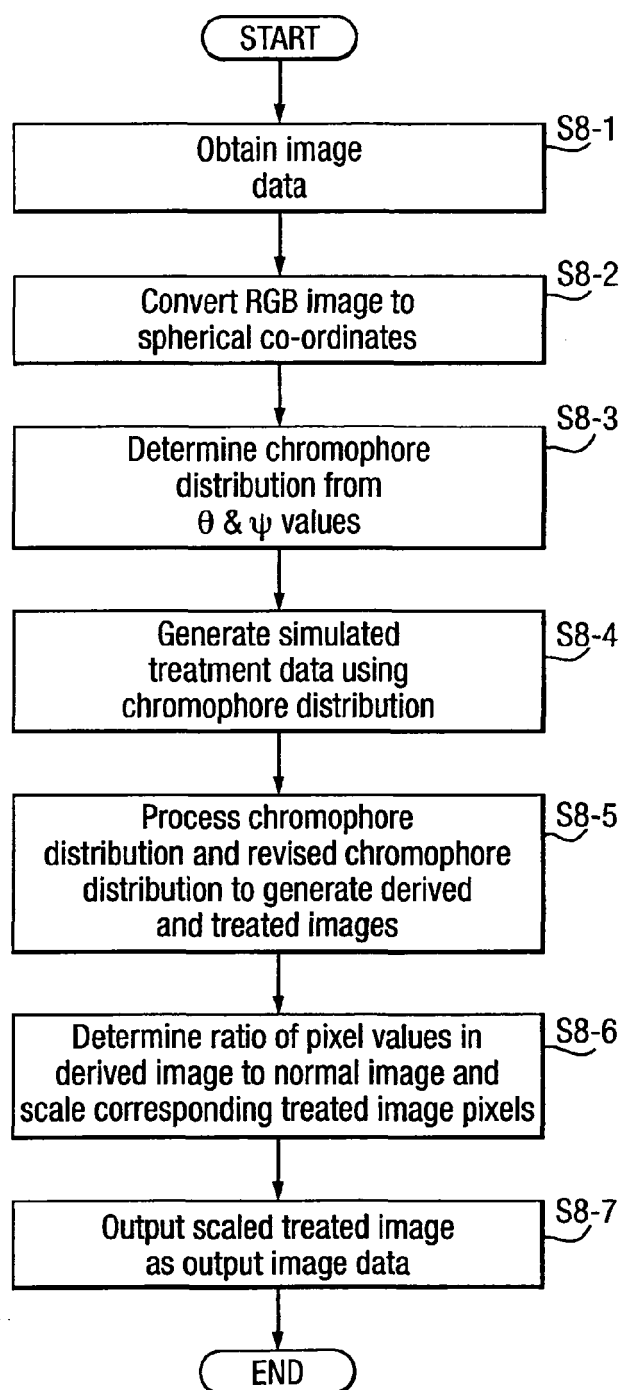 START
S8-1
Obtain image
data
S8-2
Convert RGB image to
spherical co-ordinates
S8-3
Determine chromophore
distribution from
θ & ψ values
S8-4
Generate simulated
treatment data using
chromophore distribution
S8-5
Process chromophore
distribution and revised chromophore
distribution to generate derived
and treated images
S8-6
Determine ratio of pixel values in
derived image to normal image and
scale corresponding treated image pixels
S8-7
Output scaled treated image
as output image data
END